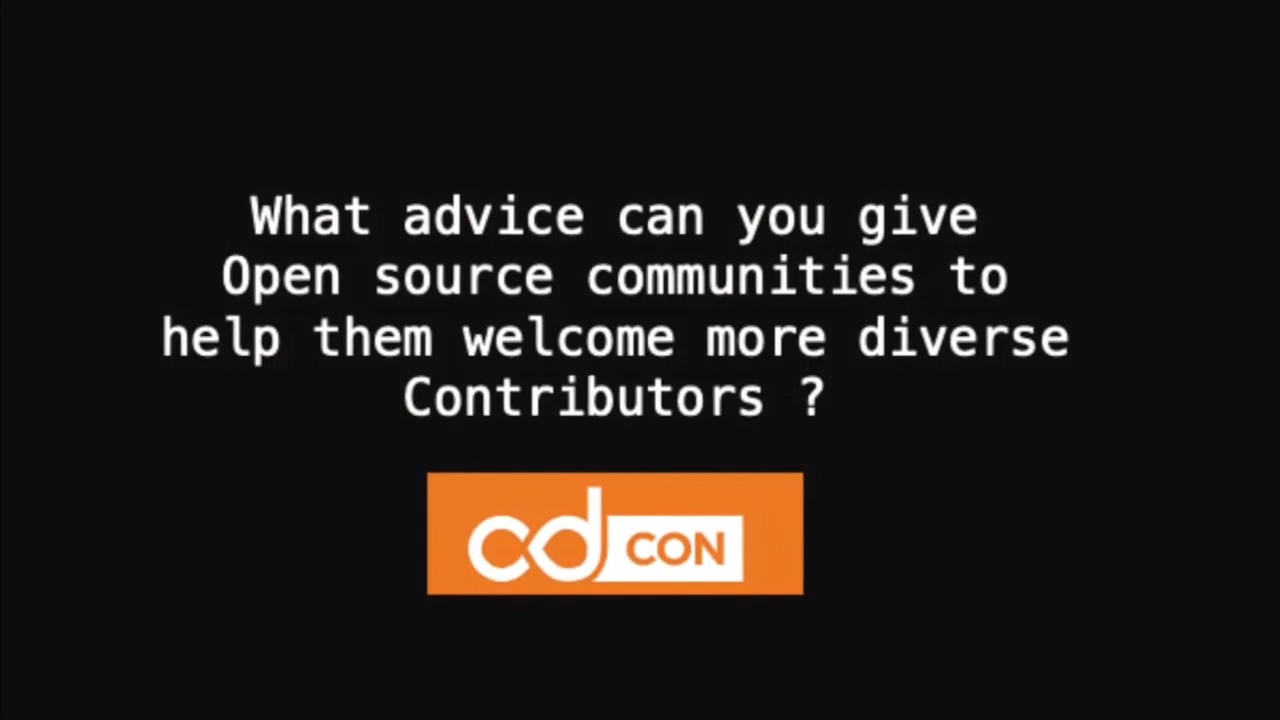 What advice can you give
Open source communities to
help them welcome more diverse
Contributors ?
cd CON